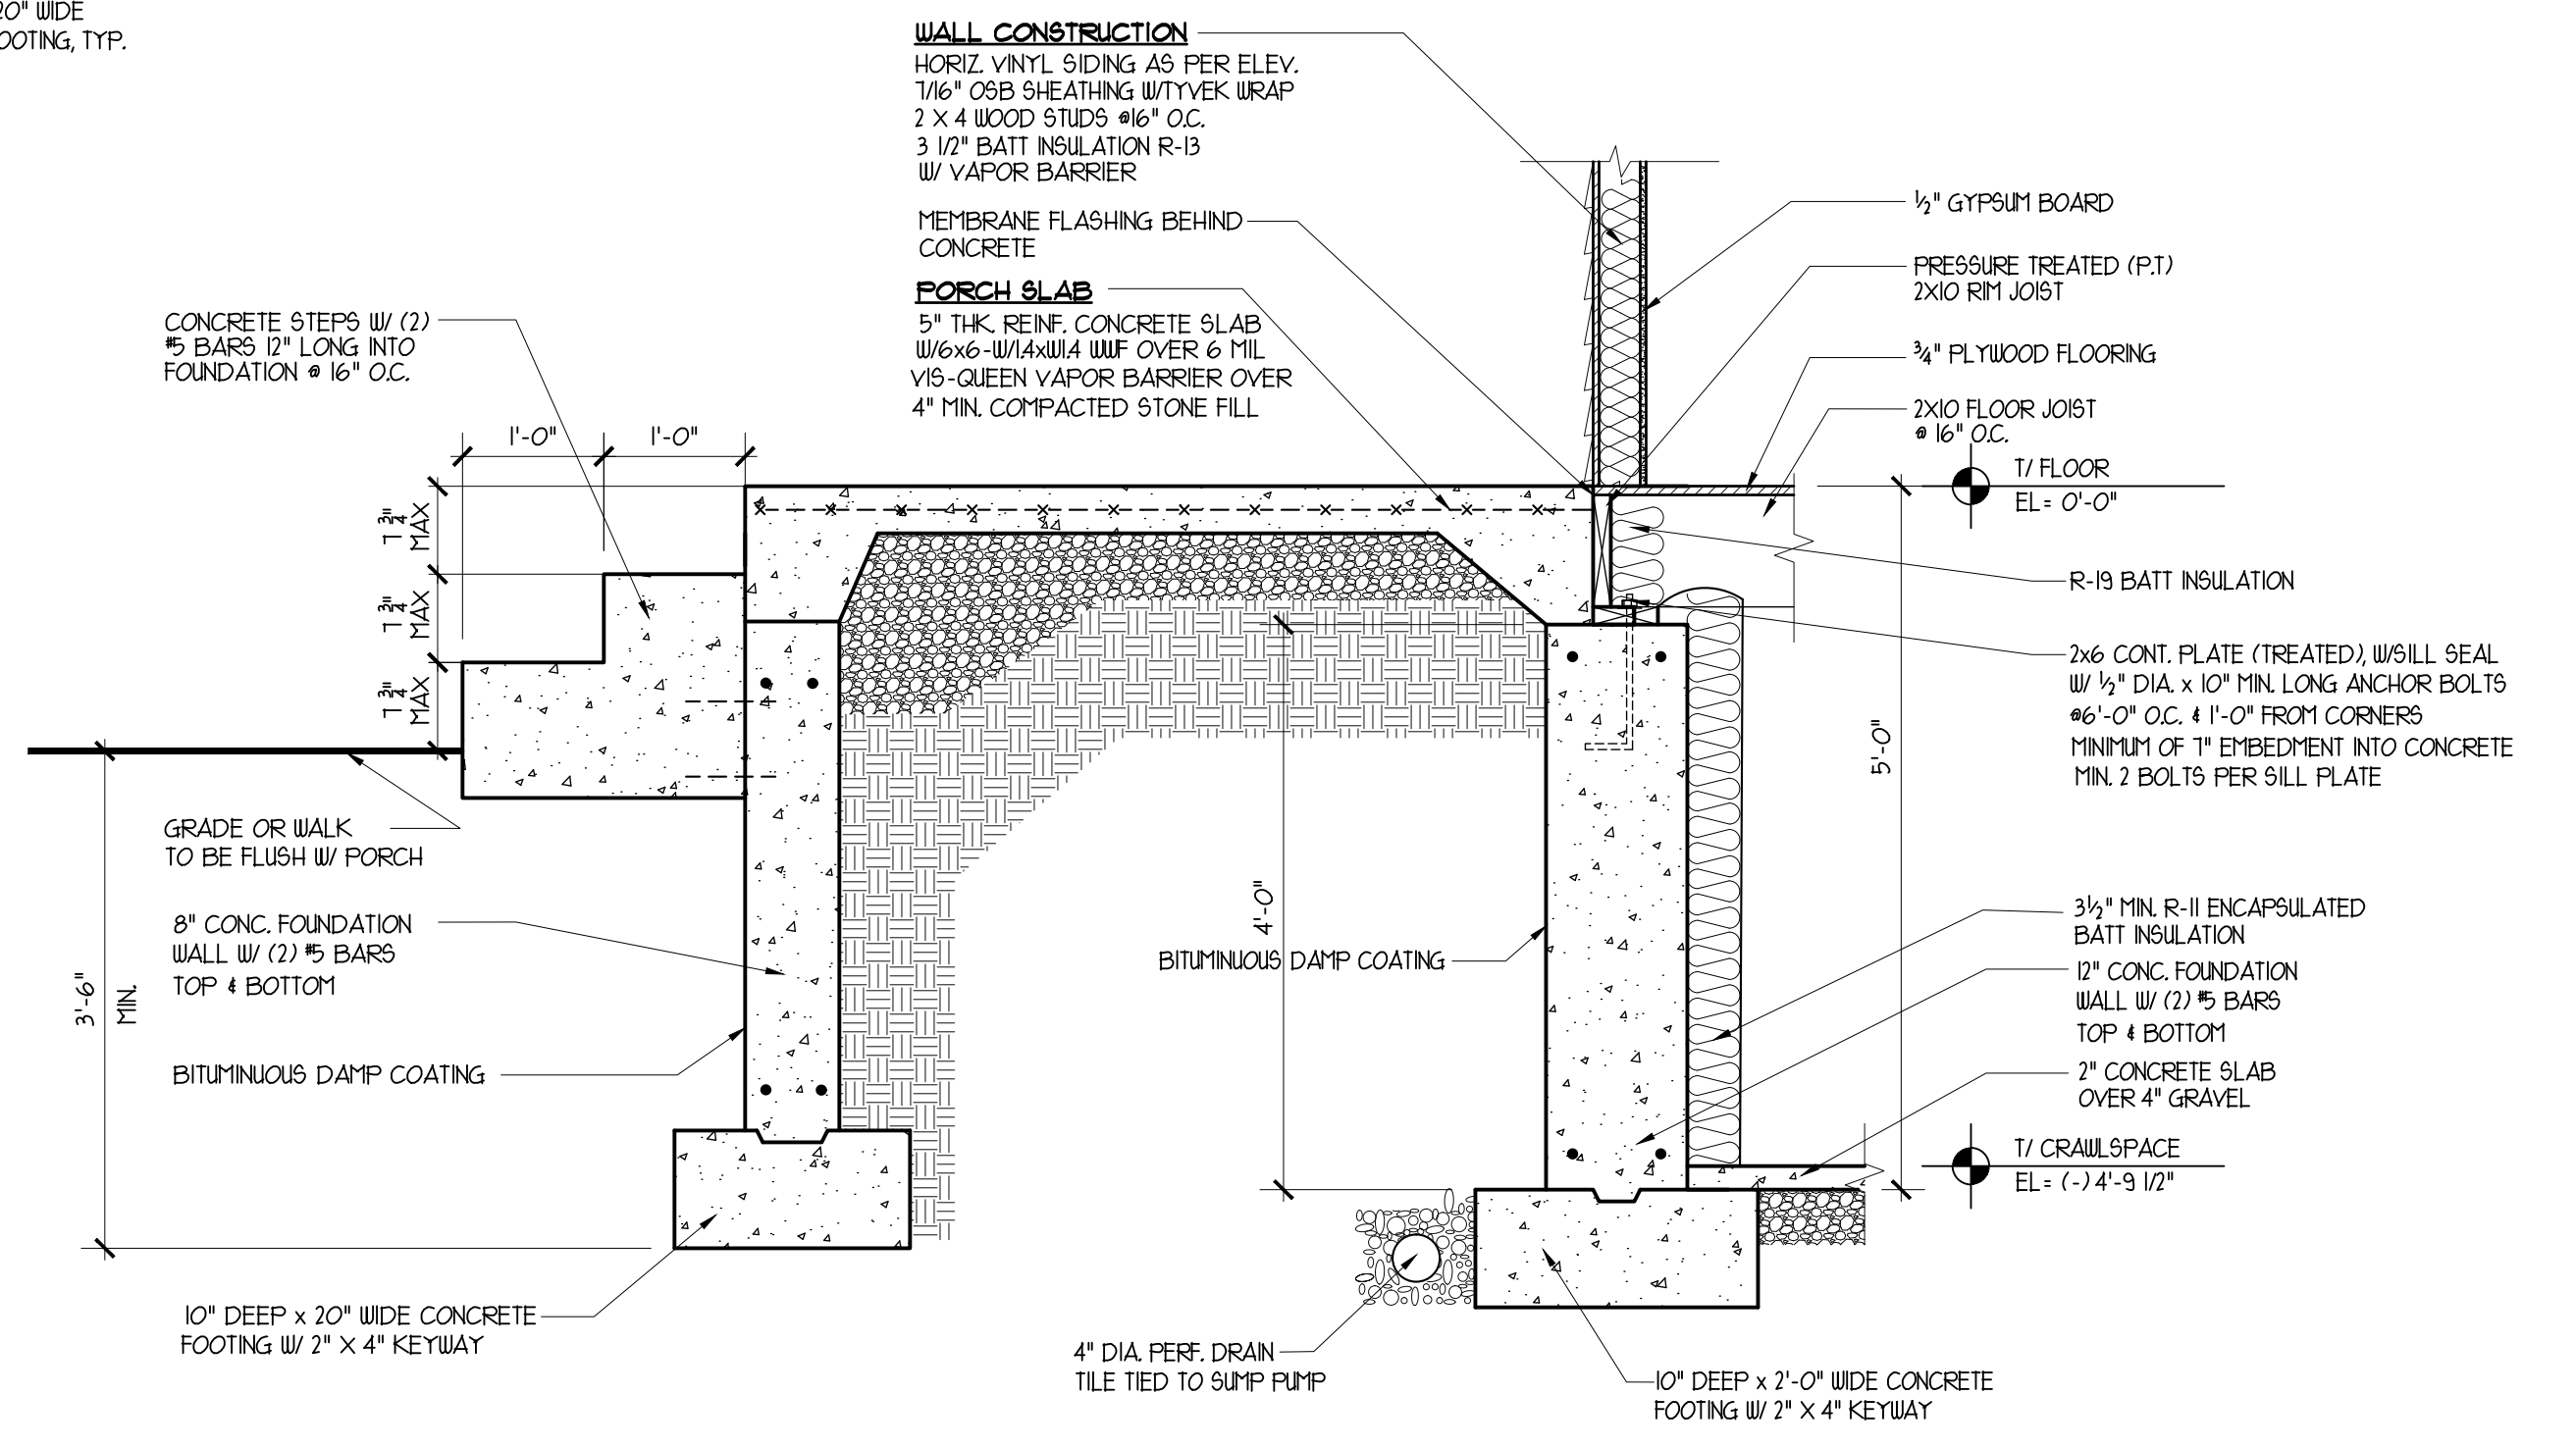 20" WIDE
OOTING, TYP.
WALL CONSTRUCTION
HORIZ. VINYL SIDING AS PER ELEV.
7/16" OSB SHEATHING W/TYVEK WRAP
2 X 4 WOOD STUDS @16" O.C.
3 1/2" BATT INSULATION R-13
W/ VAPOR BARRIER
MEMBRANE FLASHING BEHIND
CONCRETE
PORCH SLAB
5" THK. REINF. CONCRETE SLAB
W/6x6-W/1.4xW1.4 WWF OVER 6 MIL
VIS-QUEEN VAPOR BARRIER OVER
4" MIN. COMPACTED STONE FILL
CONCRETE STEPS W/ (2)
#5 BARS 12" LONG INTO
FOUNDATION @ 16" O.C.
1'-0"
1'-0"
7 3/4"
MAX
7 3/4"
MAX
7 3/4"
MAX
GRADE OR WALK
TO BE FLUSH W/ PORCH
8" CONC. FOUNDATION
WALL W/ (2) #5 BARS
TOP & BOTTOM
3'-6"
MIN.
BITUMINUOUS DAMP COATING
10" DEEP x 20" WIDE CONCRETE
FOOTING W/ 2" X 4" KEYWAY
4'-0"
BITUMINUOUS DAMP COATING
4" DIA. PERF. DRAIN
TILE TIED TO SUMP PUMP
10" DEEP x 2'-0" WIDE CONCRETE
FOOTING W/ 2" X 4" KEYWAY
1/2" GYPSUM BOARD
PRESSURE TREATED (P.T)
2X10 RIM JOIST
3/4" PLYWOOD FLOORING
2X10 FLOOR JOIST
@ 16" O.C.
T/ FLOOR
EL= 0'-0"
R-19 BATT INSULATION
2x6 CONT. PLATE (TREATED), W/SILL SEAL
W/ 1/2" DIA. x 10" MIN. LONG ANCHOR BOLTS
@6'-0" O.C. & 1'-0" FROM CORNERS
MINIMUM OF 7" EMBEDMENT INTO CONCRETE
MIN. 2 BOLTS PER SILL PLATE
5'-0"
3 1/2" MIN. R-11 ENCAPSULATED
BATT INSULATION
12" CONC. FOUNDATION
WALL W/ (2) #5 BARS
TOP & BOTTOM
2" CONCRETE SLAB
OVER 4" GRAVEL
T/ CRAWLSPACE
EL= (-) 4'-9 1/2"